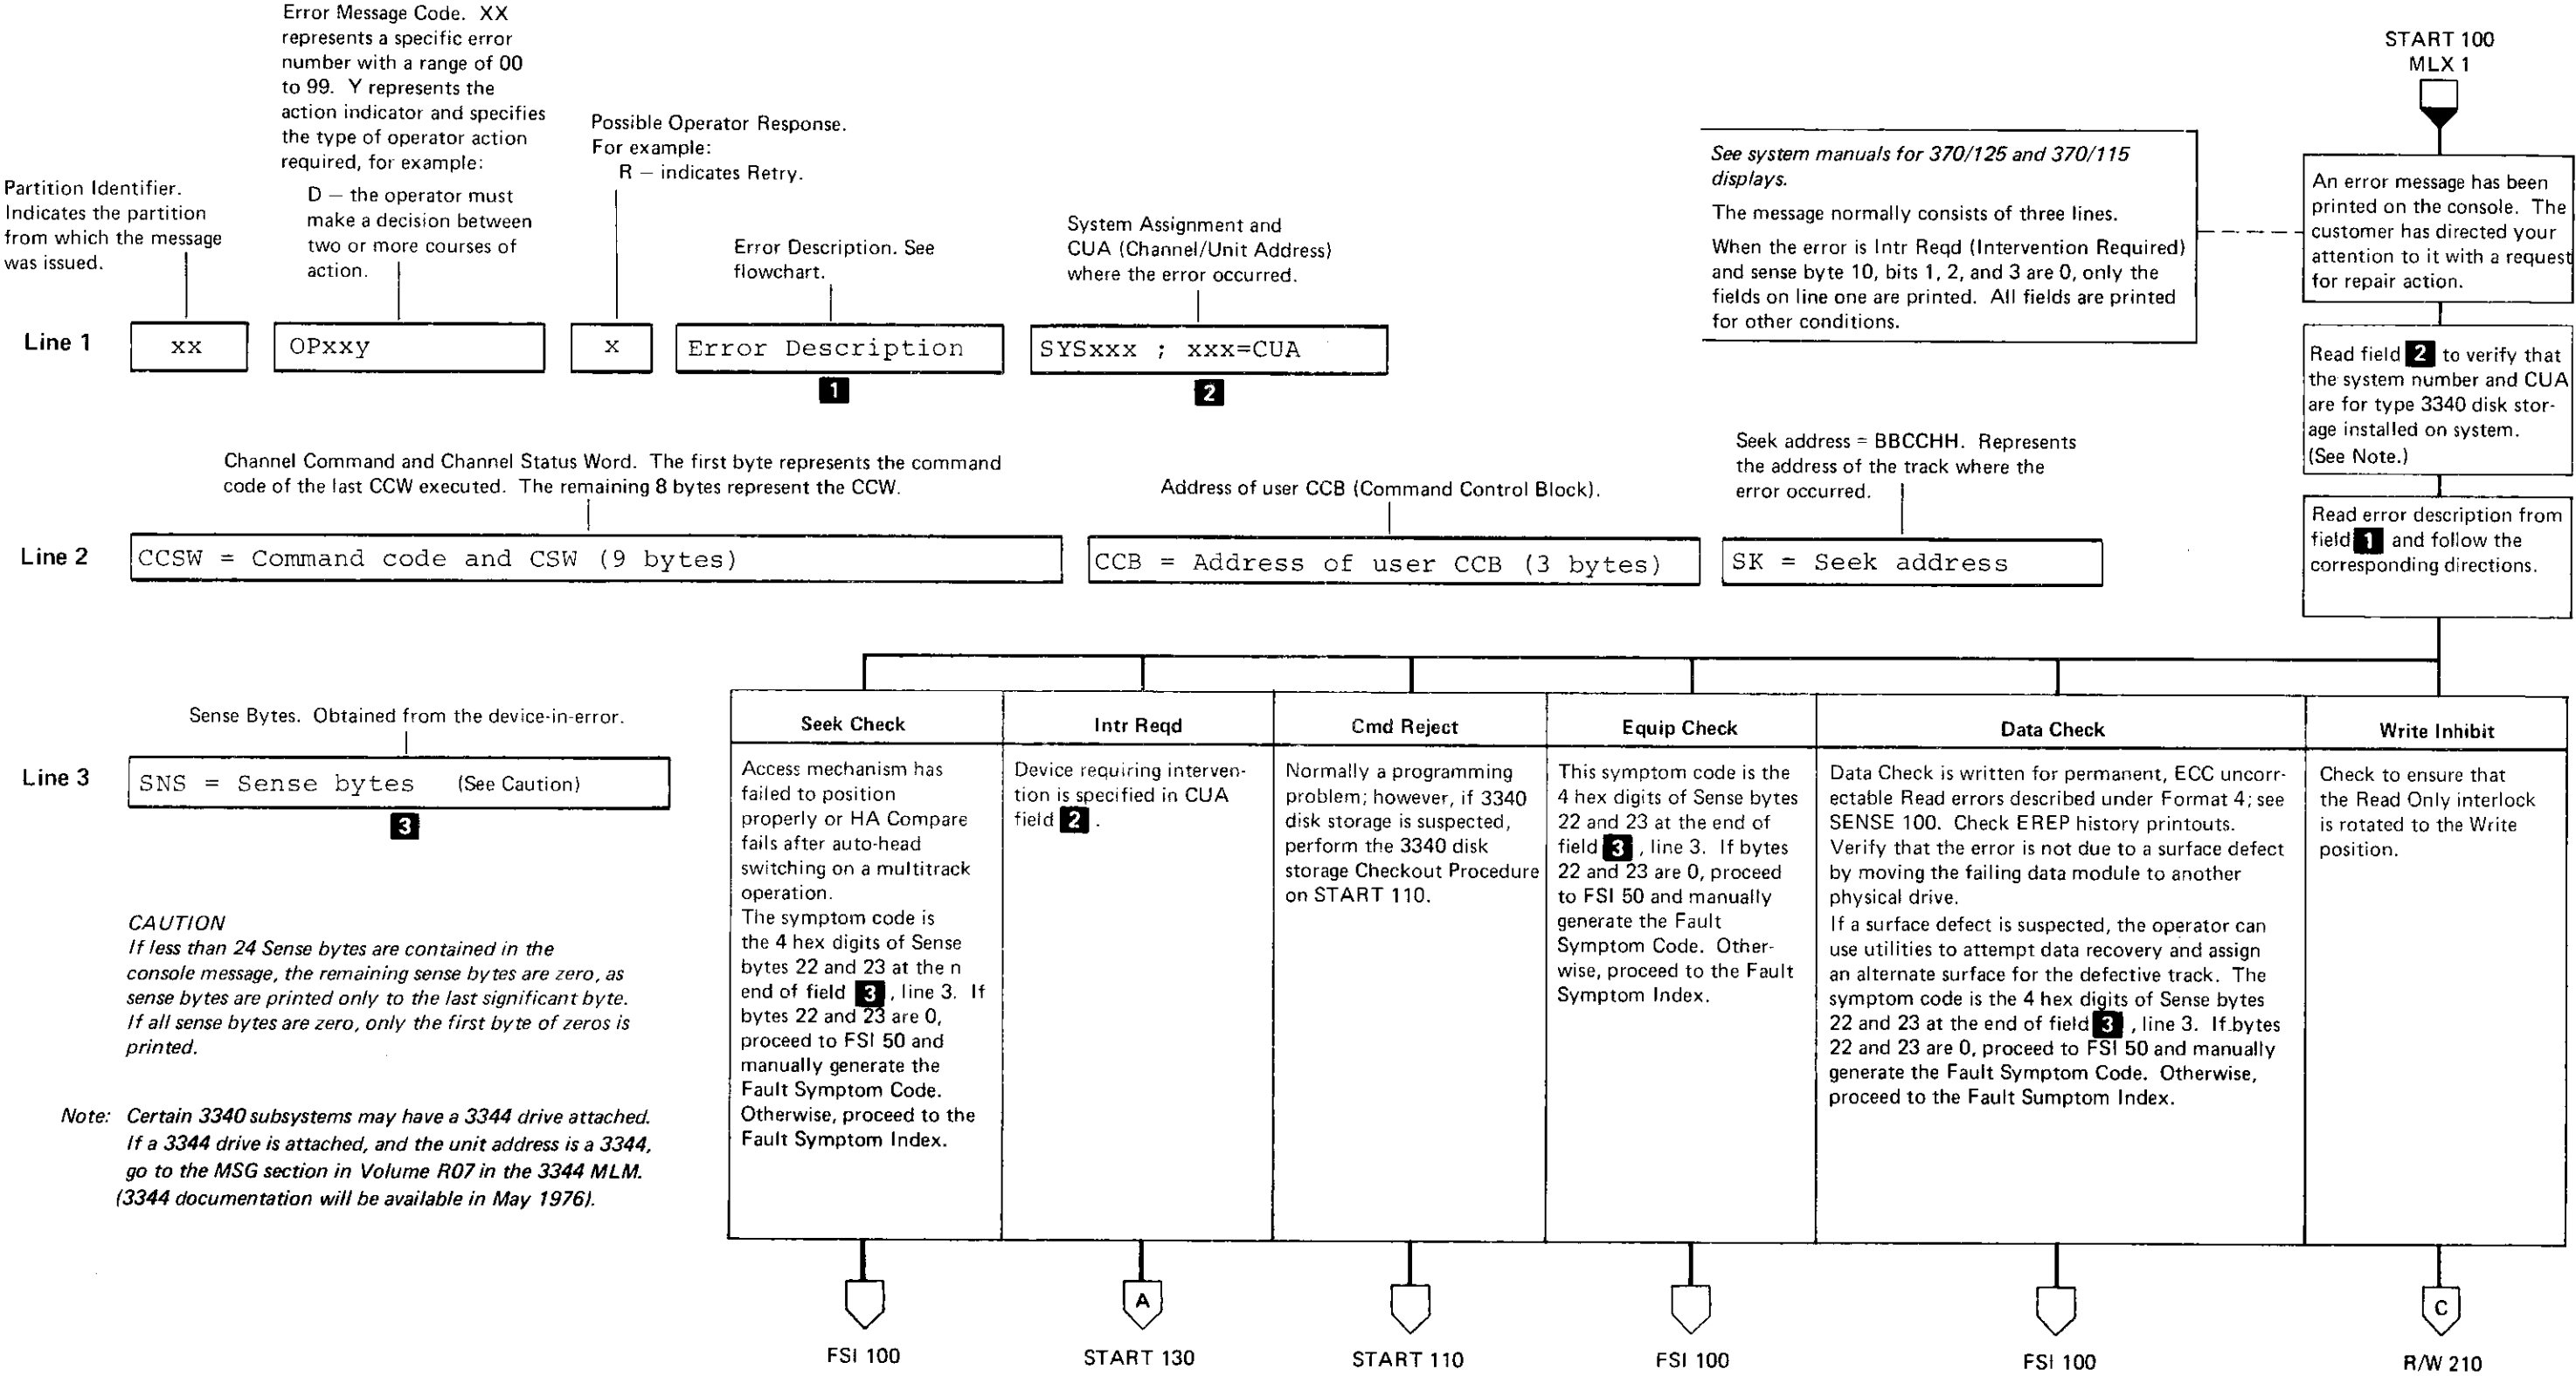 Error Message Code. XX
represents a specific error
number with a range of 00
to 99. Y represents the
action indicator and specifies
the type of operator action
required, for example:
D — the operator must
make a decision between
two or more courses of
action.
Partition Identifier.
Indicates the partition
from which the message
was issued.
Possible Operator Response.
For example:
R — indicates Retry.
Error Description. See
flowchart.
System Assignment and
CUA (Channel/Unit Address)
where the error occurred.
See system manuals for 370/125 and 370/115
displays.
The message normally consists of three lines.
When the error is Intr Reqd (Intervention Required)
and sense byte 10, bits 1, 2, and 3 are 0, only the
fields on line one are printed. All fields are printed
for other conditions.
START 100
MLX 1
An error message has been
printed on the console. The
customer has directed your
attention to it with a request
for repair action.
Line 1
xx
OPxxy
x
Error Description
SYSxxx ; xxx=CUA
1
2
Read field 2 to verify that
the system number and CUA
are for type 3340 disk stor-
age installed on system.
(See Note.)
Channel Command and Channel Status Word. The first byte represents the command
code of the last CCW executed. The remaining 8 bytes represent the CCW.
Address of user CCB (Command Control Block).
Seek address = BBCCHH. Represents
the address of the track where the
error occurred.
Read error description from
field 1 and follow the
corresponding directions.
Line 2
CCSW = Command code and CSW (9 bytes)
CCB = Address of user CCB (3 bytes)
SK = Seek address
Sense Bytes. Obtained from the device-in-error.
Line 3
SNS = Sense bytes (See Caution)
3
CAUTION
If less than 24 Sense bytes are contained in the
console message, the remaining sense bytes are zero, as
sense bytes are printed only to the last significant byte.
If all sense bytes are zero, only the first byte of zeros is
printed.
Note: Certain 3340 subsystems may have a 3344 drive attached.
If a 3344 drive is attached, and the unit address is a 3344,
go to the MSG section in Volume R07 in the 3344 MLM.
(3344 documentation will be available in May 1976).
Seek Check
Access mechanism has
failed to position
properly or HA Compare
fails after auto-head
switching on a multitrack
operation.
The symptom code is
the 4 hex digits of Sense
bytes 22 and 23 at the n
end of field 3 , line 3. If
bytes 22 and 23 are 0,
proceed to FSI 50 and
manually generate the
Fault Symptom Code.
Otherwise, proceed to the
Fault Symptom Index.
FSI 100
Intr Reqd
Device requiring interven-
tion is specified in CUA
field 2 .
A
START 130
Cmd Reject
Normally a programming
problem; however, if 3340
disk storage is suspected,
perform the 3340 disk
storage Checkout Procedure
on START 110.
START 110
Equip Check
This symptom code is the
4 hex digits of Sense bytes
22 and 23 at the end of
field 3 , line 3. If bytes
22 and 23 are 0, proceed
to FSI 50 and manually
generate the Fault
Symptom Code. Other-
wise, proceed to the Fault
Symptom Index.
FSI 100
Data Check
Data Check is written for permanent, ECC uncorr-
ectable Read errors described under Format 4; see
SENSE 100. Check EREP history printouts.
Verify that the error is not due to a surface defect
by moving the failing data module to another
physical drive.
If a surface defect is suspected, the operator can
use utilities to attempt data recovery and assign
an alternate surface for the defective track. The
symptom code is the 4 hex digits of Sense bytes
22 and 23 at the end of field 3 , line 3. If bytes
22 and 23 are 0, proceed to FSI 50 and manually
generate the Fault Symptom Code. Otherwise,
proceed to the Fault Sumptom Index.
FSI 100
Write Inhibit
Check to ensure that
the Read Only interlock
is rotated to the Write
position.
C
R/W 210